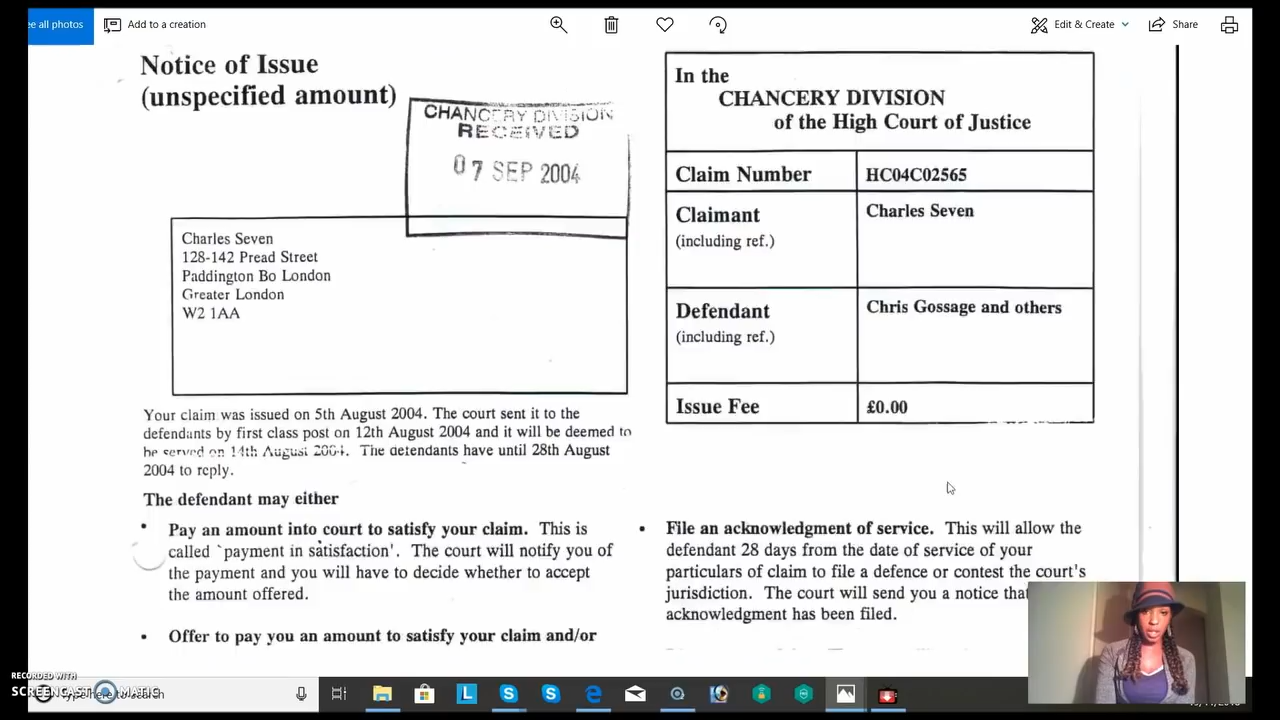 ee all photos
Add to a creation
Edit & Create
Share
Notice of Issue
(unspecified amount)
CHANCERY DIVISION
RECEIVED
07 SEP 2004
Charles Seven
128-142 Pread Street
Paddington Bo London
Greater London
W2 1AA
In the
CHANCERY DIVISION
of the High Court of Justice
Claim Number
HC04C02565
Claimant
(including ref.)
Charles Seven
Defendant
(including ref.)
Chris Gossage and others
Issue Fee
£0.00
Your claim was issued on 5th August 2004. The court sent it to the
defendants by first class post on 12th August 2004 and it will be deemed to
be served on 14th August 2004. The defendants have until 28th August
2004 to reply.
The defendant may either
• Pay an amount into court to satisfy your claim. This is
called `payment in satisfaction'. The court will notify you of
the payment and you will have to decide whether to accept
the amount offered.
• Offer to pay you an amount to satisfy your claim and/or
• File an acknowledgment of service. This will allow the
defendant 28 days from the date of service of your
particulars of claim to file a defence or contest the court's
jurisdiction. The court will send you a notice that
acknowledgment has been filed.
RECORDED WITH
SCREENCAST MATIC
here to search